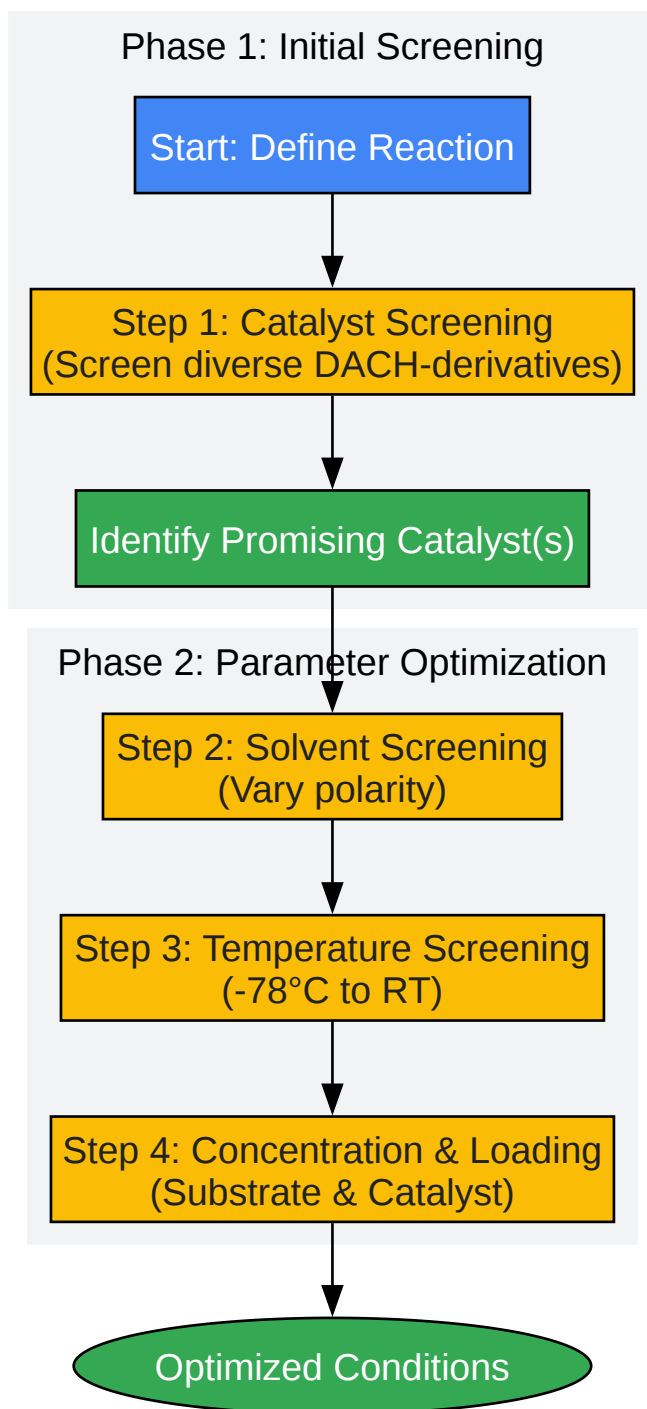 Phase 1: Initial Screening
Start: Define Reaction
Step 1: Catalyst Screening
(Screen diverse DACH-derivatives)
Identify Promising Catalyst(s)
Phase 2: Parameter Optimization
Step 2: Solvent Screening
(Vary polarity)
Step 3: Temperature Screening
(-78°C to RT)
Step 4: Concentration & Loading
(Substrate & Catalyst)
Optimized Conditions